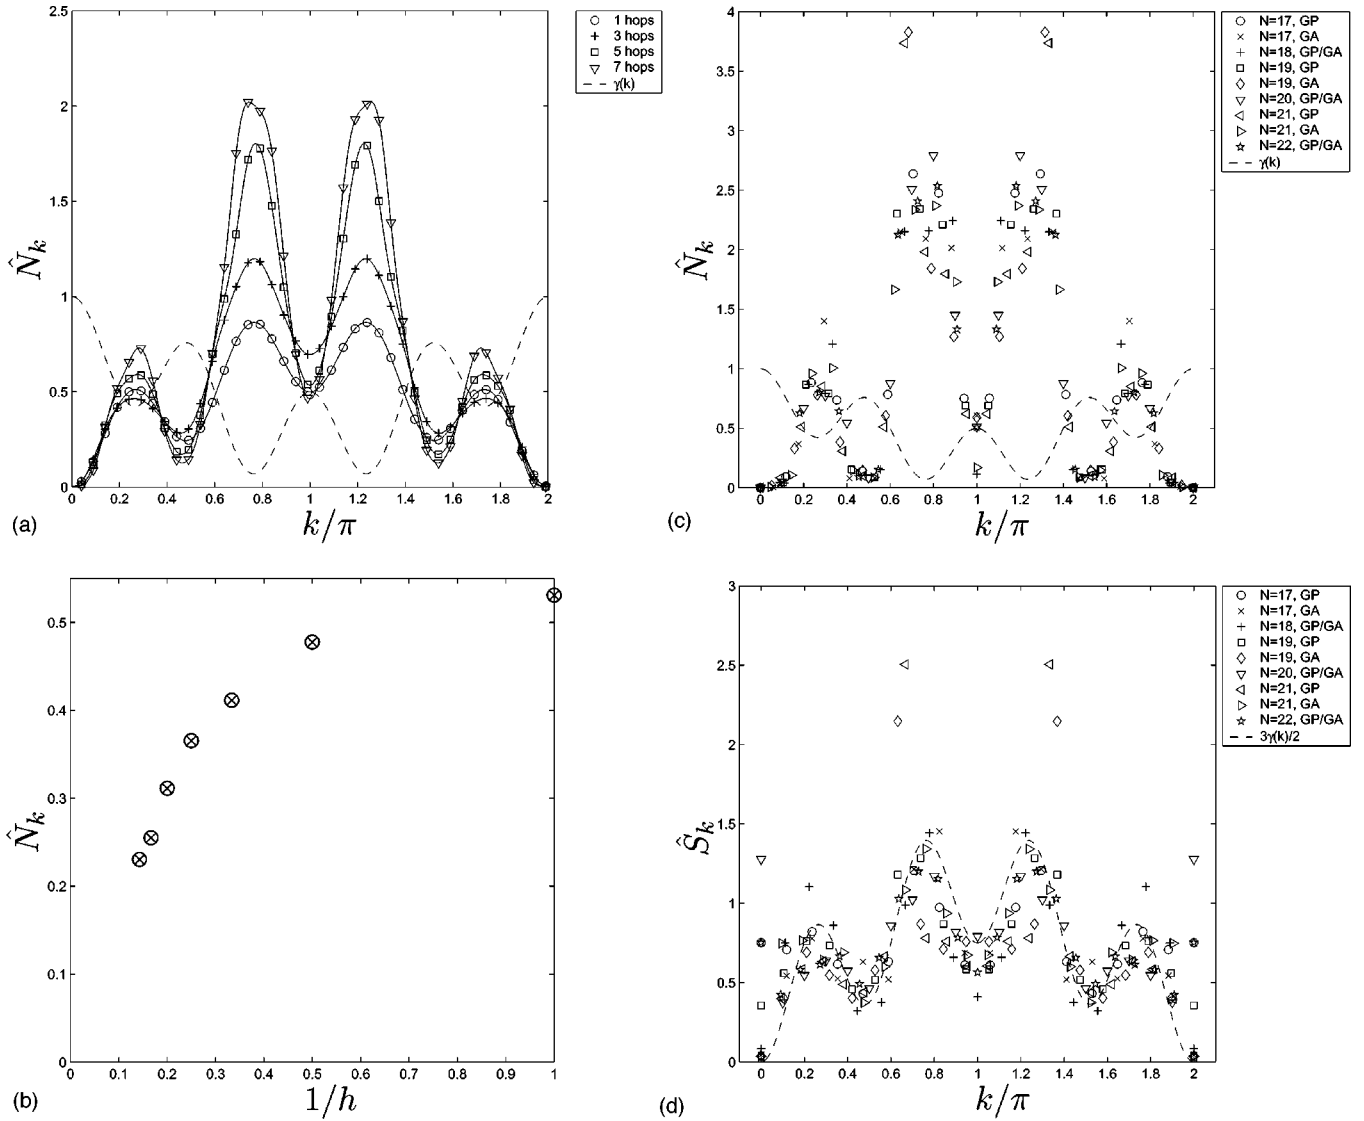 2.5
2
1.5
1
0.5
0
0 0.2 0.4 0.6 0.8 1 1.2 1.4 1.6 1.8 2
N̂k
k/π
(a)
1 hops
3 hops
5 hops
7 hops
γ(k)
4
3.5
3
2.5
2
1.5
1
0.5
0
0 0.2 0.4 0.6 0.8 1 1.2 1.4 1.6 1.8 2
N̂k
k/π
(c)
N=17, GP
N=17, GA
N=18, GP/GA
N=19, GP
N=19, GA
N=20, GP/GA
N=21, GP
N=21, GA
N=22, GP/GA
γ(k)
0.5
0.4
0.3
0.2
0.1
0
0 0.1 0.2 0.3 0.4 0.5 0.6 0.7 0.8 0.9 1
N̂k
1/h
(b)
3
2.5
2
1.5
1
0.5
0
0 0.2 0.4 0.6 0.8 1 1.2 1.4 1.6 1.8 2
Ŝk
k/π
(d)
N=17, GP
N=17, GA
N=18, GP/GA
N=19, GP
N=19, GA
N=20, GP/GA
N=21, GP
N=21, GA
N=22, GP/GA
3γ(k)/2